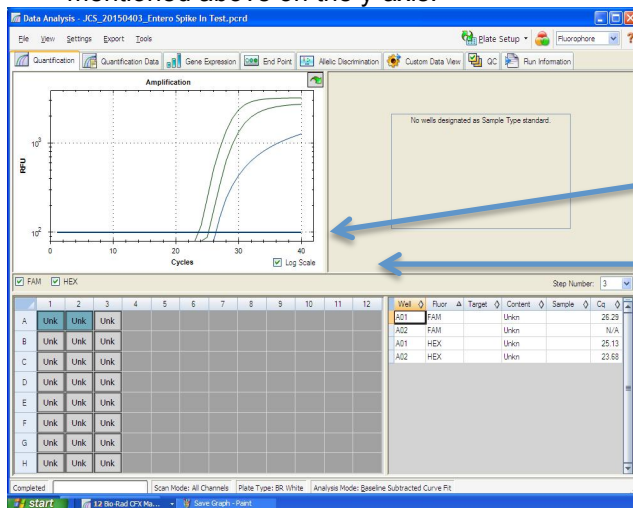 mentioned above on the y-axis.
Data Analysis - JCS_20150403_Entero Spike In Test.pcrd
File View Settings Export Tools
Plate Setup Fluorophore ?
Quantification Quantification Data Gene Expression End Point Allelic Discrimination Custom Data View QC Run Information
Amplification
No wells designated as Sample Type standard.
10^3
RFU
10^2
0 10 20 30 40
Cycles
Log Scale
FAM HEX
Step Number: 3
1 2 3 4 5 6 7 8 9 10 11 12
A Unk Unk Unk
B Unk Unk Unk
C Unk Unk Unk
D Unk Unk Unk
E Unk Unk Unk
F Unk Unk Unk
G Unk Unk Unk
H Unk Unk Unk
Well Fluor Target Content Sample Cq
A01 FAM Unkn 26.29
A02 FAM Unkn N/A
A01 HEX Unkn 25.13
A02 HEX Unkn 23.68
Completed Scan Mode: All Channels Plate Type: BR White Analysis Mode: Baseline Subtracted Curve Fit
start 12 Bio-Rad CFX Ma... Save Graph - Paint